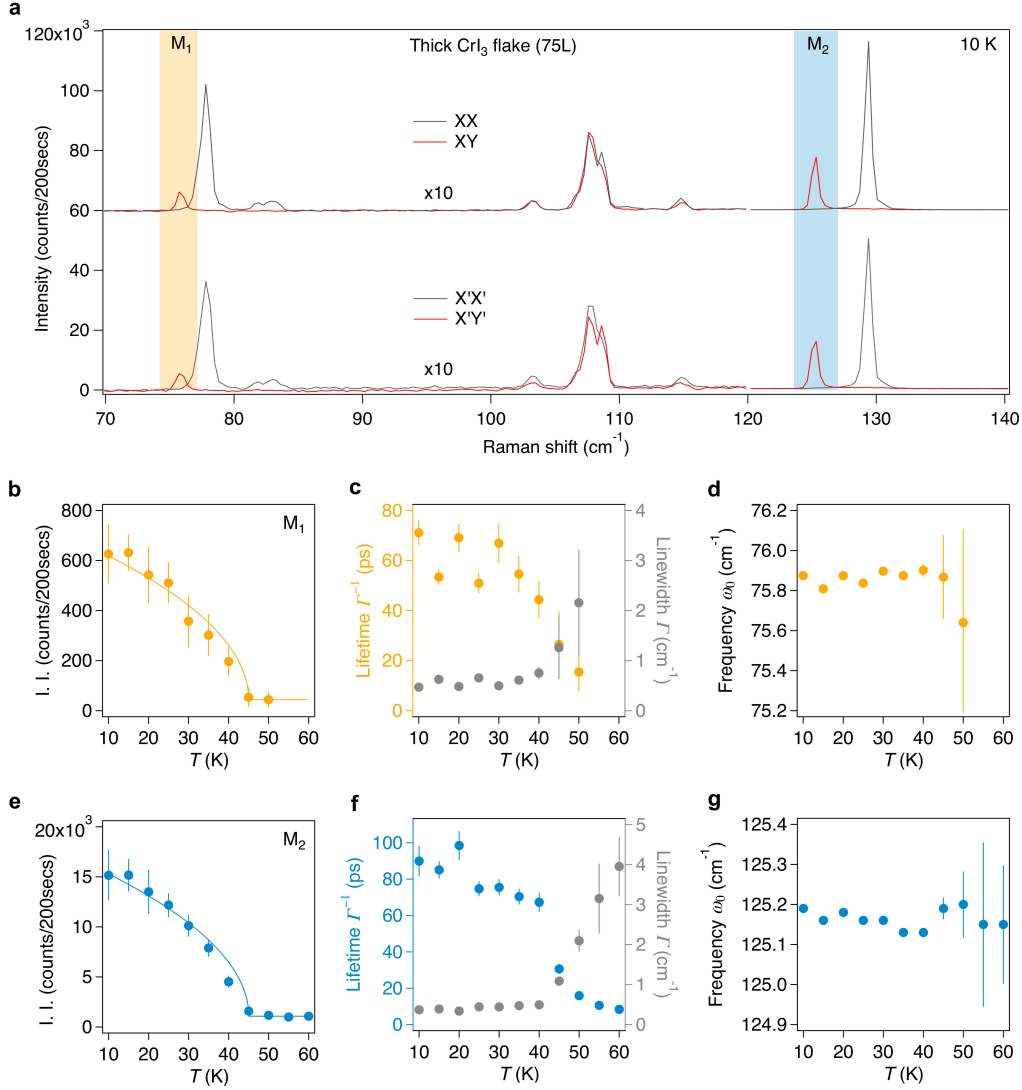 a
120x10³
100
80
60
40
20
0
Intensity (counts/200secs)
M₁
Thick CrI₃ flake (75L)
M₂
10 K
XX
XY
x10
X'X'
X'Y'
x10
70
80
90
100
110
120
130
140
Raman shift (cm⁻¹)
b
800
600
400
200
0
I. I. (counts/200secs)
M₁
10
20
30
40
50
60
T (K)
c
80
60
40
20
0
Lifetime Γ⁻¹ (ps)
4
3
2
1
0
Linewidth Γ (cm⁻¹)
10
20
30
40
50
60
T (K)
d
76.2
76.0
75.8
75.6
75.4
75.2
Frequency ω₀ (cm⁻¹)
10
20
30
40
50
60
T (K)
e
20x10³
15
10
5
0
I. I. (counts/200secs)
M₂
10
20
30
40
50
60
T (K)
f
100
80
60
40
20
0
Lifetime Γ⁻¹ (ps)
5
4
3
2
1
0
Linewidth Γ (cm⁻¹)
10
20
30
40
50
60
T (K)
g
125.4
125.3
125.2
125.1
125.0
124.9
Frequency ω₀ (cm⁻¹)
10
20
30
40
50
60
T (K)